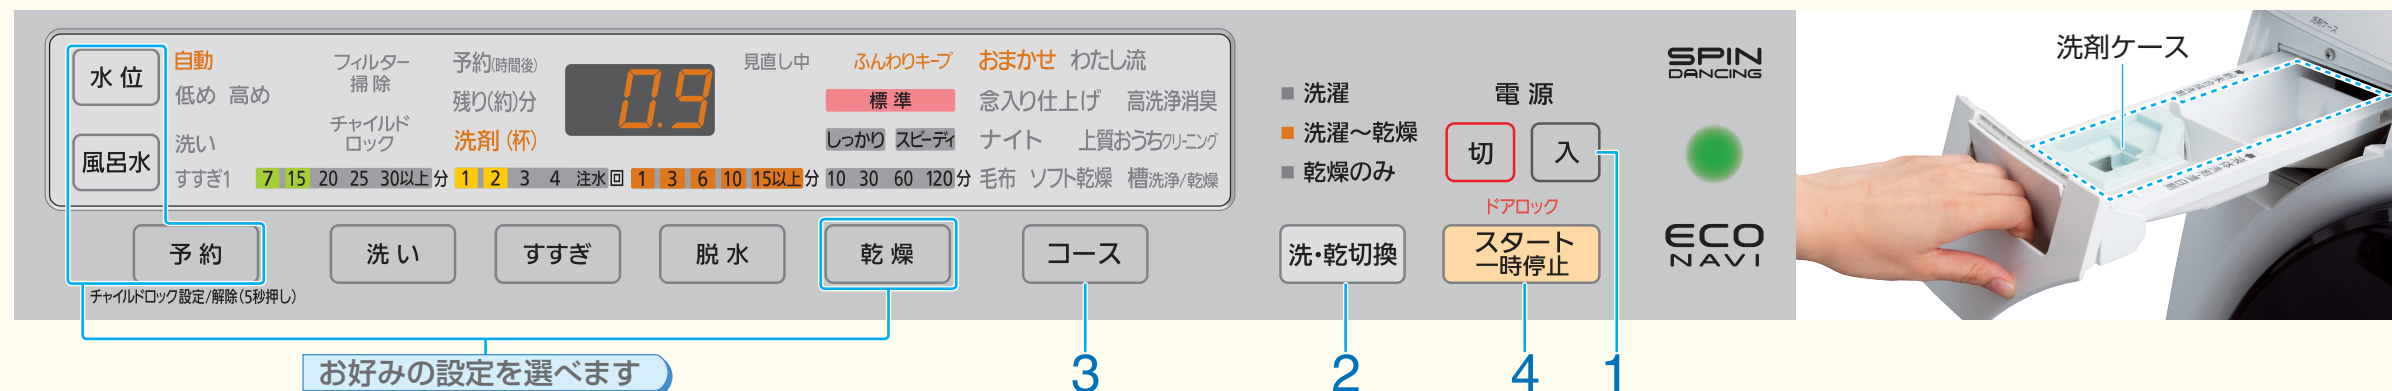 水位
風呂水
自動
低め 高め
洗い
すすぎ1
フィルター
掃除
チャイルド
ロック
予約(時間後)
残り(約)分
洗剤(杯)
0.9
見直し中
ふんわりキープ
標準
しっかり スピーディ
おまかせ わたし流
念入り仕上げ 高洗浄消臭
ナイト 上質おうちクリーニング
毛布 ソフト乾燥 槽洗浄/乾燥
7 15 20 25 30以上 分 1 2 3 4 注水 回 1 3 6 10 15以上 分 10 30 60 120 分
予約
チャイルドロック設定/解除(5秒押し)
洗い
すすぎ
脱水
乾燥
コース
洗濯
洗濯～乾燥
乾燥のみ
洗・乾切換
電源
切
入
ドアロック
スタート
一時停止
SPIN
DANCING
ECO
NAVI
お好みの設定を選べます
3
2
4
1
洗剤ケース